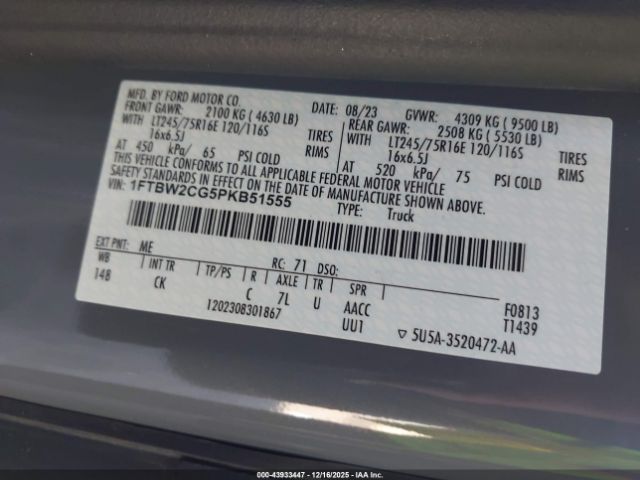 MFD. BY FORD MOTOR CO. DATE: 08/23 GVWR: 4309 KG ( 9500 LB)
FRONT GAWR: 2100 KG ( 4630 LB) REAR GAWR: 2508 KG ( 5530 LB)
WITH LT245/75R16E 120/116S TIRES WITH LT245/75R16E 120/116S TIRES
16x6.5J RIMS 16x6.5J RIMS
AT 450 kPa/ 65 PSI COLD AT 520 kPa/ 75 PSI COLD
THIS VEHICLE CONFORMS TO ALL APPLICABLE FEDERAL MOTOR VEHICLE
SAFETY STANDARDS IN EFFECT ON THE DATE OF MANUFACTURE SHOWN ABOVE.
VIN: 1FTBW2CG5PKB51555 TYPE: Truck
EXT PNT: ME RC: 71 DSO:
WB INT TR TP/PS R AXLE TR SPR
148 CK C 7L U AACC F0813
1202308301867 UU1 T1439
▽ 5U5A-3520472-AA
©2025 - 43933447 - 12/16/2025 - IAA Inc.